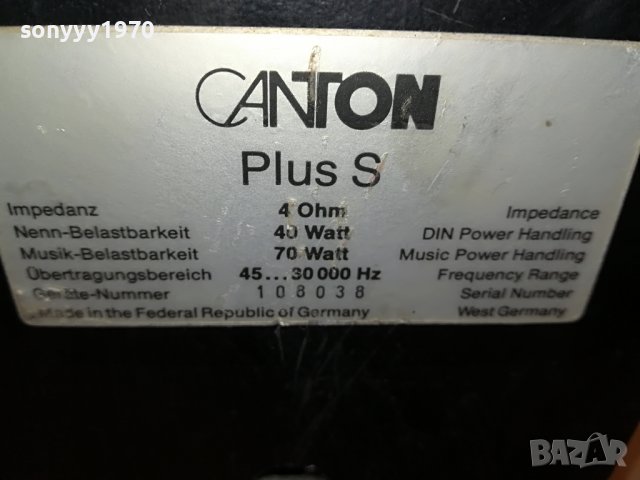 sonyyy1970
CANTON
Plus S
Impedanz 4 Ohm Impedance
Nenn-Belastbarkeit 40 Watt DIN Power Handling
Musik-Belastbarkeit 70 Watt Music Power Handling
Übertragungsbereich 45...30000 Hz Frequency Range
Geräte-Nummer 108038 Serial Number
Made in the Federal Republic of Germany West Germany
BAZAR